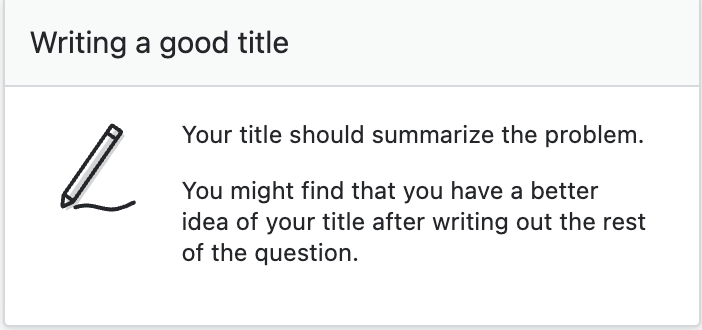 Writing a good title
Your title should summarize the problem.
You might find that you have a better
idea of your title after writing out the rest
of the question.